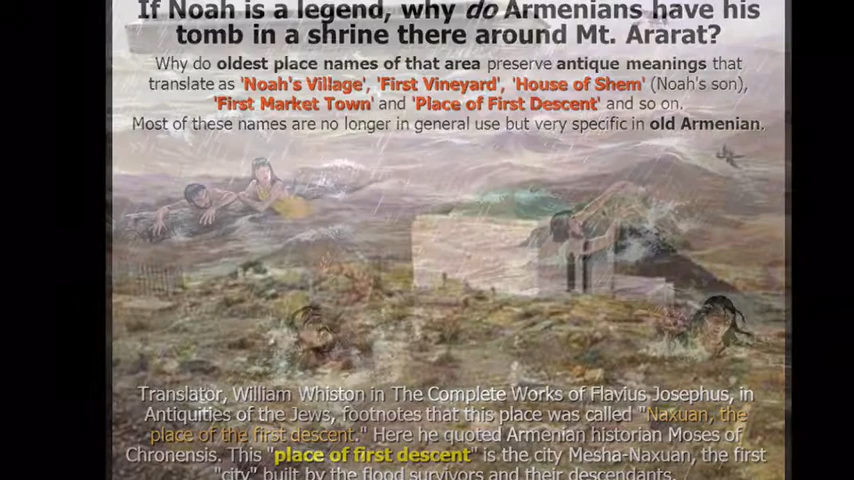 If Noah is a legend, why do Armenians have his
tomb in a shrine there around Mt. Ararat?
Why do oldest place names of that area preserve antique meanings that
translate as 'Noah's Village', 'First Vineyard', 'House of Shem' (Noah's son),
'First Market Town' and 'Place of First Descent' and so on.
Most of these names are no longer in general use but very specific in old Armenian.
Translator, William Whiston in The Complete Works of Flavius Josephus, in
Antiquities of the Jews, footnotes that this place was called "Naxuan, the
place of the first descent." Here he quoted Armenian historian Moses of
Chronensis. This "place of first descent" is the city Mesha-Naxuan, the first
"city" built by the flood survivors and their descendants.